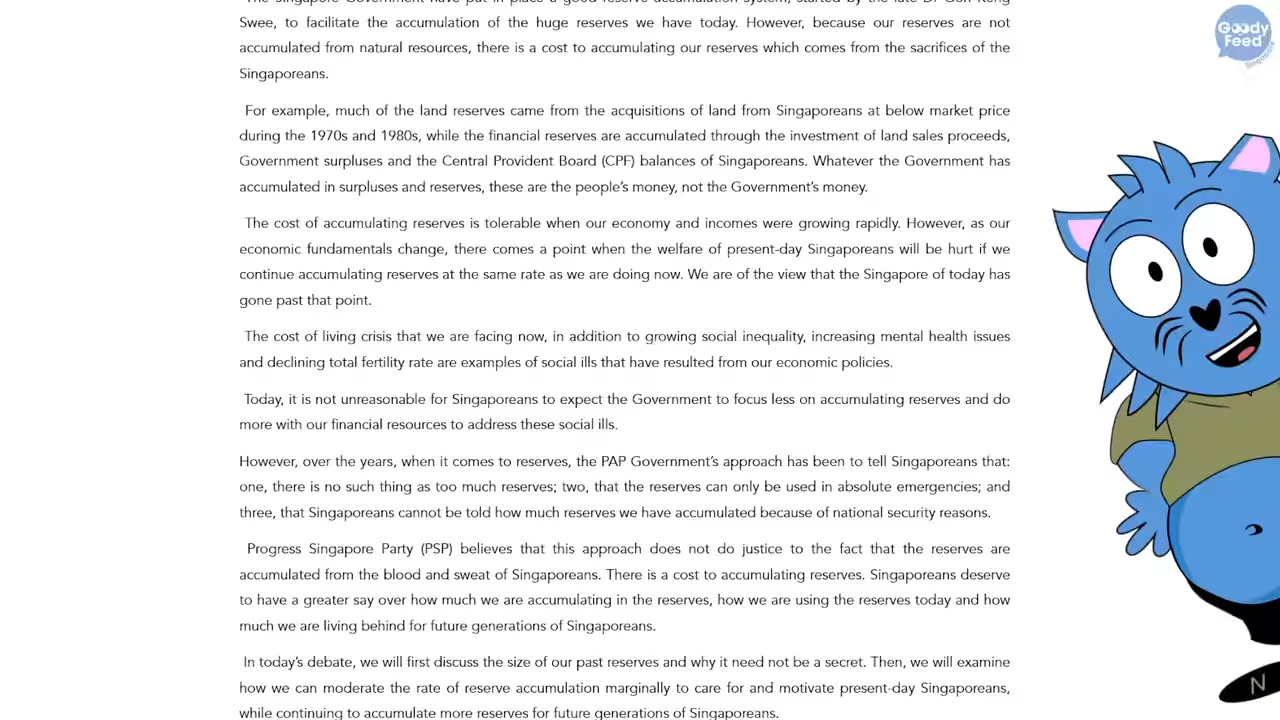 The Singapore Government have put in place a good reserve accumulation system, started by the late Dr Goh Keng
Swee, to facilitate the accumulation of the huge reserves we have today. However, because our reserves are not
accumulated from natural resources, there is a cost to accumulating our reserves which comes from the sacrifices of the
Singaporeans.
For example, much of the land reserves came from the acquisitions of land from Singaporeans at below market price
during the 1970s and 1980s, while the financial reserves are accumulated through the investment of land sales proceeds,
Government surpluses and the Central Provident Board (CPF) balances of Singaporeans. Whatever the Government has
accumulated in surpluses and reserves, these are the people's money, not the Government's money.
The cost of accumulating reserves is tolerable when our economy and incomes were growing rapidly. However, as our
economic fundamentals change, there comes a point when the welfare of present-day Singaporeans will be hurt if we
continue accumulating reserves at the same rate as we are doing now. We are of the view that the Singapore of today has
gone past that point.
The cost of living crisis that we are facing now, in addition to growing social inequality, increasing mental health issues
and declining total fertility rate are examples of social ills that have resulted from our economic policies.
Today, it is not unreasonable for Singaporeans to expect the Government to focus less on accumulating reserves and do
more with our financial resources to address these social ills.
However, over the years, when it comes to reserves, the PAP Government's approach has been to tell Singaporeans that:
one, there is no such thing as too much reserves; two, that the reserves can only be used in absolute emergencies; and
three, that Singaporeans cannot be told how much reserves we have accumulated because of national security reasons.
Progress Singapore Party (PSP) believes that this approach does not do justice to the fact that the reserves are
accumulated from the blood and sweat of Singaporeans. There is a cost to accumulating reserves. Singaporeans deserve
to have a greater say over how much we are accumulating in the reserves, how we are using the reserves today and how
much we are living behind for future generations of Singaporeans.
In today's debate, we will first discuss the size of our past reserves and why it need not be a secret. Then, we will examine
how we can moderate the rate of reserve accumulation marginally to care for and motivate present-day Singaporeans,
while continuing to accumulate more reserves for future generations of Singaporeans.
Goody
Feed
Singapore
N